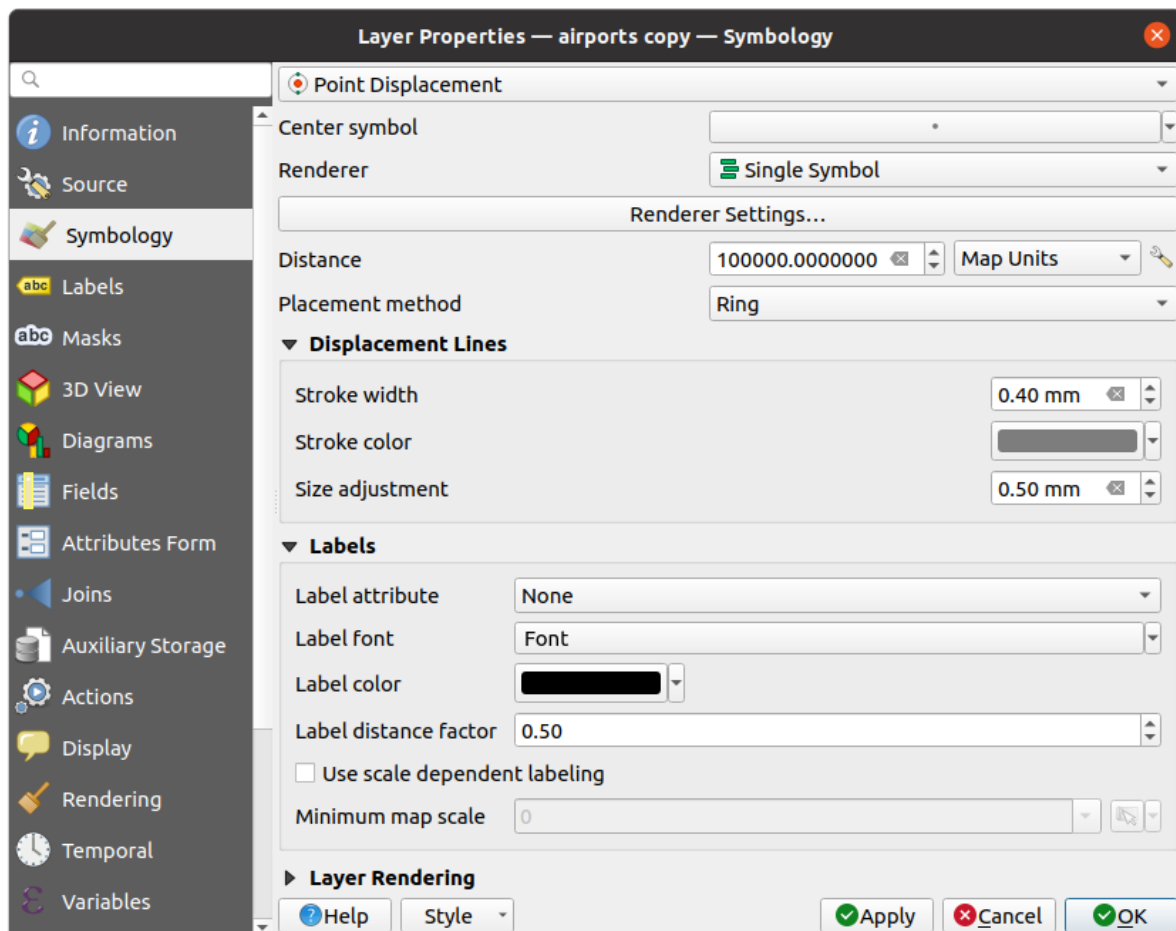 Layer Properties — airports copy — Symbology
Information
Source
Symbology
abc Labels
abc Masks
3D View
Diagrams
Fields
Attributes Form
Joins
Auxiliary Storage
Actions
Display
Rendering
Temporal
Variables
Point Displacement
Center symbol
Renderer Single Symbol
Renderer Settings…
Distance 100000.0000000 Map Units
Placement method Ring
Displacement Lines
Stroke width 0.40 mm
Stroke color
Size adjustment 0.50 mm
Labels
Label attribute None
Label font Font
Label color
Label distance factor 0.50
Use scale dependent labeling
Minimum map scale 0
Layer Rendering
Help Style Apply Cancel OK